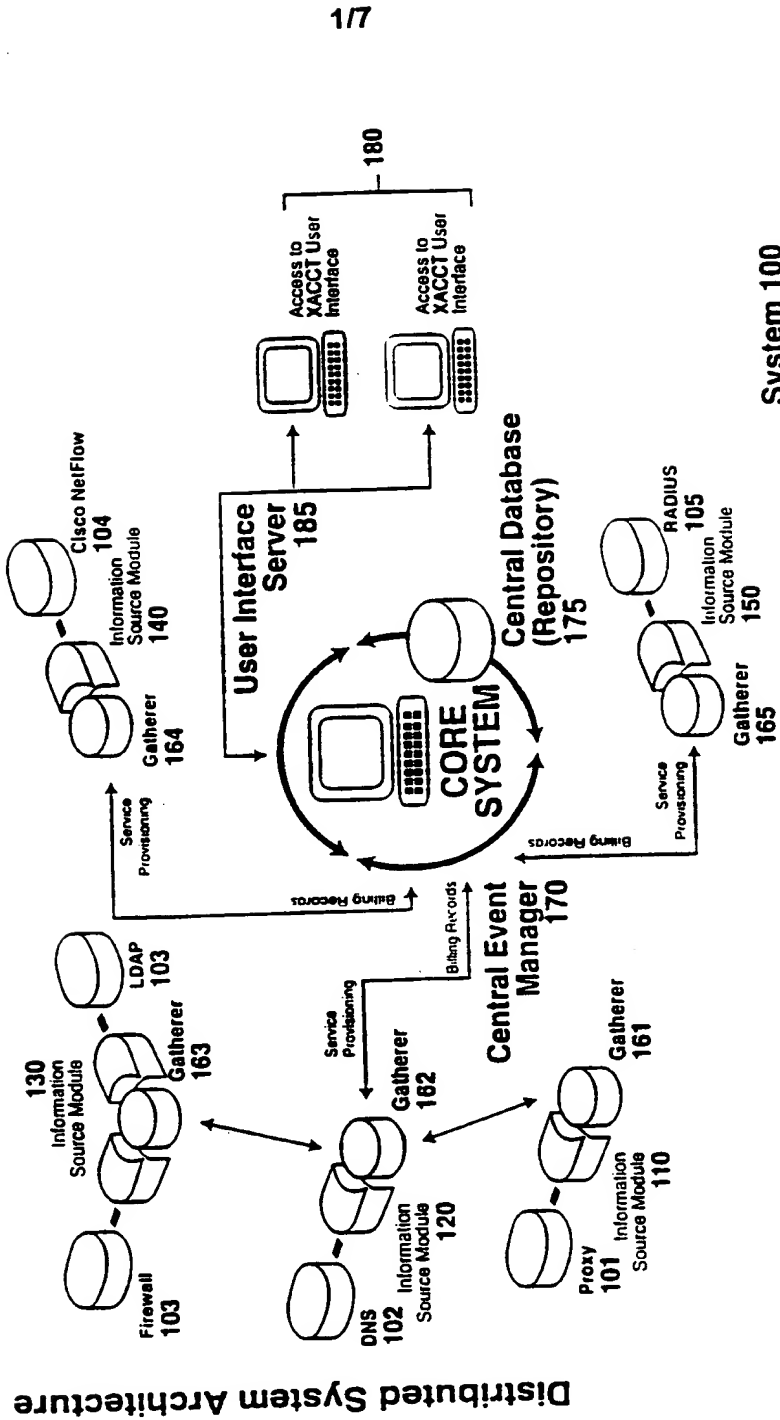 1/7
Distributed System Architecture
Firewall
103
130
Information
Source Module
LDAP
103
Gatherer
163
DNS
102
Information
Source Module
120
Gatherer
162
Proxy
101
Information
Source Module
110
Gatherer
161
Service
Provisioning
Billing Records
Service
Provisioning
Billing Records
Service
Provisioning
Billing Records
Central Event
Manager
170
CORE
SYSTEM
Gatherer
164
Information
Source Module
140
Cisco NetFlow
104
User Interface
Server
185
Central Database
(Repository)
175
Gatherer
165
Information
Source Module
150
RADIUS
105
Access to
XACCT User
Interface
Access to
XACCT User
Interface
180
System 100